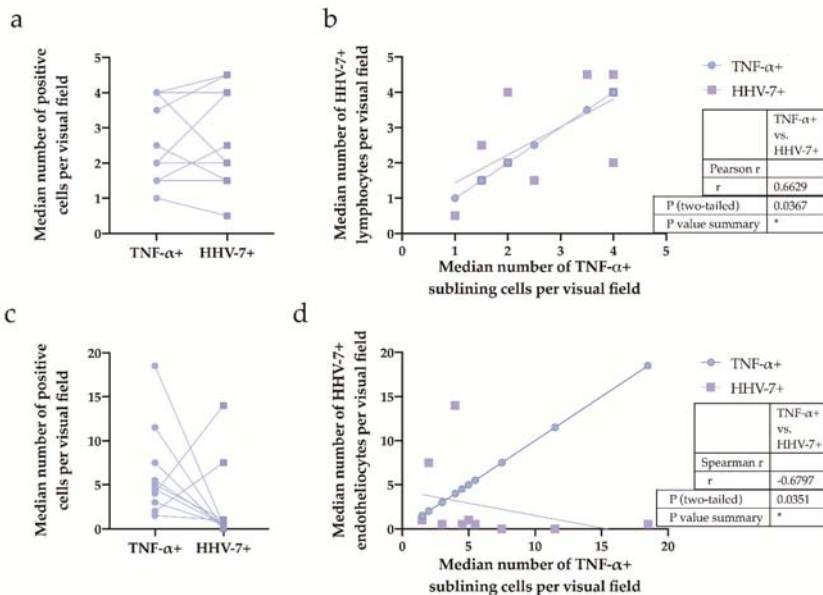 a
Median number of positive
cells per visual field
5
4
3
2
1
0
TNF-α+
HHV-7+
b
Median number of HHV-7+
lymphocytes per visual field
5
4
3
2
1
0
0
1
2
3
4
5
Median number of TNF-α+
sublining cells per visual field
TNF-α+
HHV-7+
TNF-α+
vs.
HHV-7+
Pearson r
r 0.6629
P (two-tailed) 0.0367
P value summary *
c
Median number of positive
cells per visual field
20
15
10
5
0
TNF-α+
HHV-7+
d
Median number of HHV-7+
endotheliocytes per visual field
20
15
10
5
0
0
5
10
15
20
Median number of TNF-α+
sublining cells per visual field
TNF-α+
HHV-7+
TNF-α+
vs.
HHV-7+
Spearman r
r -0.6797
P (two-tailed) 0.0351
P value summary *